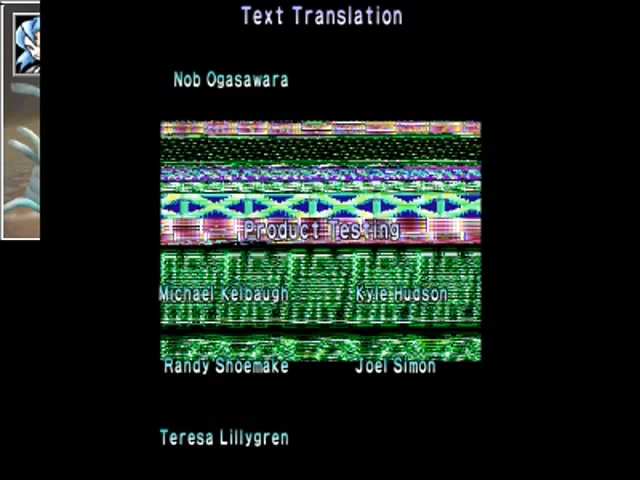 Text Translation
Nob Ogasawara
Product Testing
Michael Kelbaugh Kyle Hudson
Randy Shoemake Joel Simon
Teresa Lillygren